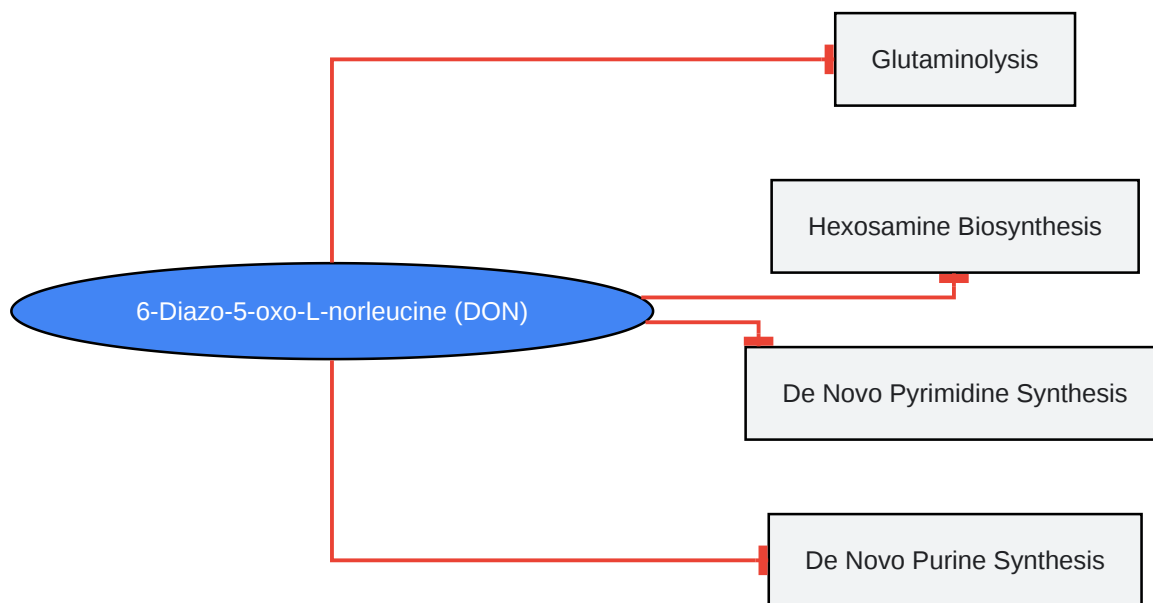 Glutaminolysis
Hexosamine Biosynthesis
6-Diazo-5-oxo-L-norleucine (DON)
De Novo Pyrimidine Synthesis
De Novo Purine Synthesis